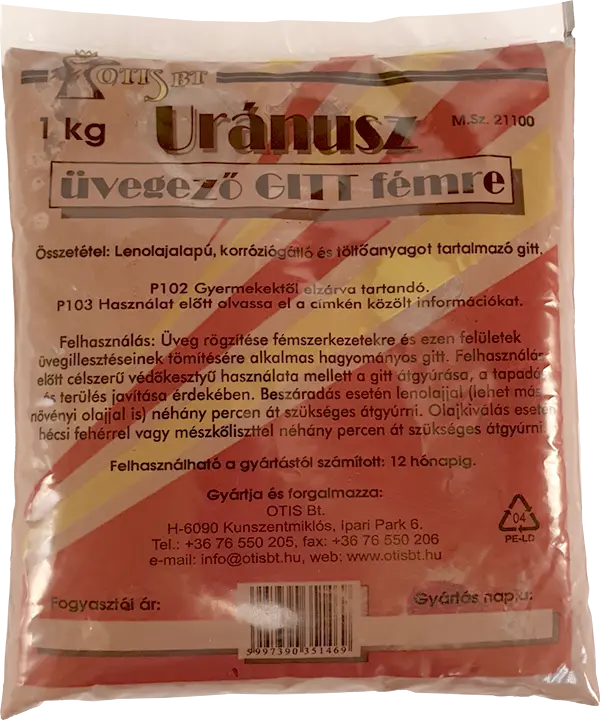 OTIS BT
1 kg Uránusz M.Sz. 21100
üvegező GITT fémre
Összetétel: Lenolajalapú, korróziógátló és töltőanyagot tartalmazó gitt.
P102 Gyermekektől elzárva tartandó.
P103 Használat előtt olvassa el a címkén közölt információkat.
Felhasználás: Üveg rögzítése fémszerkezetekre és ezen felületek
üvegillesztéseinek tömítésére alkalmas hagyományos gitt. Felhasználás
előtt célszerű védőkesztyű használata mellett a gitt átgyúrása, a tapadás
és terülés javítása érdekében. Beszáradás esetén lenolajjal (lehet más
növényi olajjal is) néhány percen át szükséges átgyúrni. Olajkiválás esetén
bécsi fehérrel vagy mészkőliszttel néhány percen át szükséges átgyúrni.
Felhasználható a gyártástól számított: 12 hónapig.
Gyártja és forgalmazza:
OTIS Bt.
H-6090 Kunszentmiklós, Ipari Park 6.
Tel.: +36 76 550 205, fax: +36 76 550 206
e-mail: info@otisbt.hu, web: www.otisbt.hu
04
PE-LD
Fogyasztói ár: Gyártás napja:
5997390351469